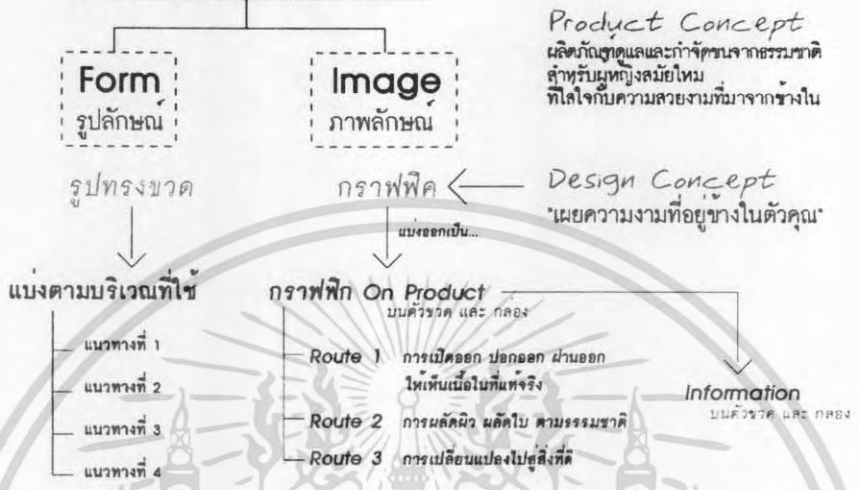 Product Concept
ผลิตภัณฑ์ดูแลและกำจัดขนจากธรรมชาติ
สำหรับผู้หญิงสมัยใหม่
ที่ใส่ใจกับความสวยงามที่มาจากข้างใน
Form
รูปลักษณ์
Image
ภาพลักษณ์
รูปทรงขวด
กราฟฟิค
Design Concept
"เผยความงามที่อยู่ข้างในตัวคุณ"
แบ่งออกเป็น...
แบ่งตามบริเวณที่ใช้
แนวทางที่ 1
แนวทางที่ 2
แนวทางที่ 3
แนวทางที่ 4
กราฟฟิก On Product
บนตัวขวด และ กล่อง
Route 1 การเปิดออก ปอกออก ผ่านออก
ให้เห็นเนื้อในที่แท้จริง
Route 2 การผลัดผิว ผลัดใบ ตามธรรมชาติ
Route 3 การเปลี่ยนแปลงไปสู่สิ่งที่ดี
Information
บนตัวขวด และ กล่อง